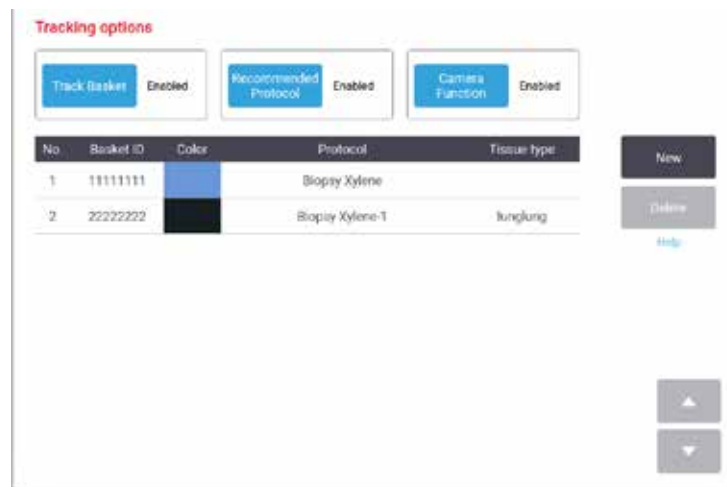 Tracking options
Track Basket Enabled
Recommended Protocol Enabled
Camera Function Enabled
No. Basket ID Color Protocol Tissue type
1 11111111 Biopsy Xylene
2 22222222 Biopsy Xylene-1 lunglung
New
Delete
Help